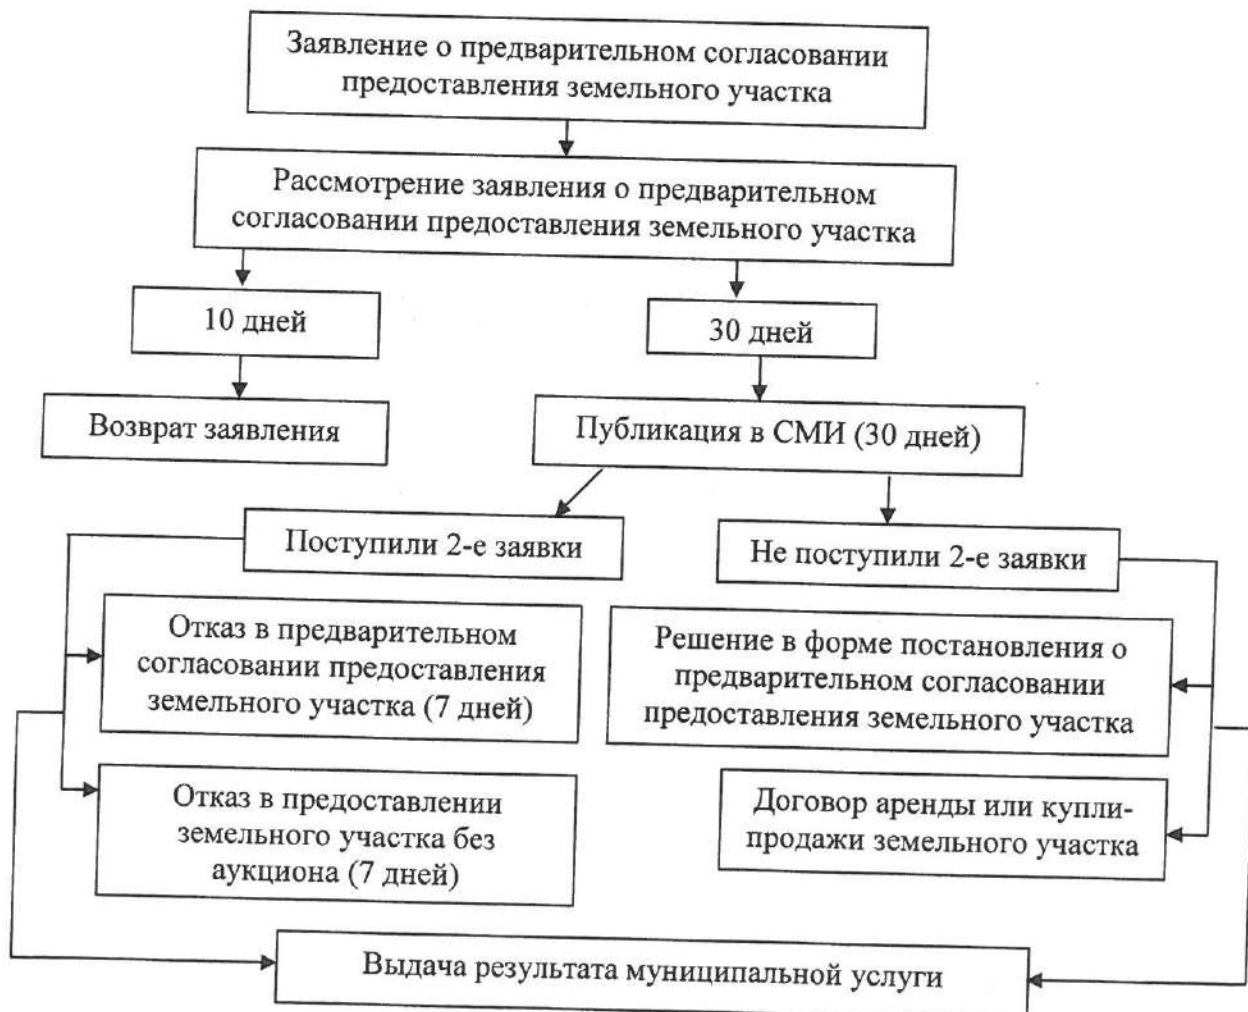 Заявление о предварительном согласовании
предоставления земельного участка
Рассмотрение заявления о предварительном
согласовании предоставления земельного участка
10 дней
30 дней
Возврат заявления
Публикация в СМИ (30 дней)
Поступили 2-е заявки
Не поступили 2-е заявки
Отказ в предварительном
согласовании предоставления
земельного участка (7 дней)
Решение в форме постановления о
предварительном согласовании
предоставления земельного участка
Отказ в предоставлении
земельного участка без
аукциона (7 дней)
Договор аренды или купли-
продажи земельного участка
Выдача результата муниципальной услуги